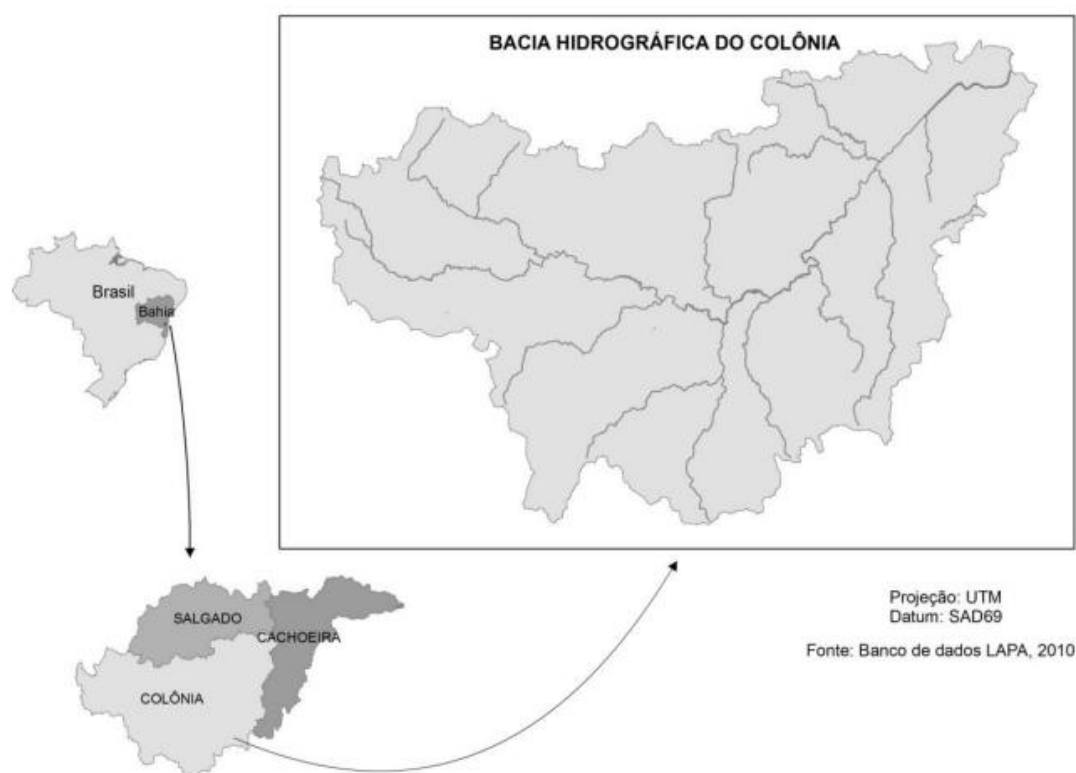 BACIA HIDROGRÁFICA DO COLÔNIA
Brasil
Bahia
SALGADO
CACHOEIRA
COLÔNIA
Projeção: UTM
Datum: SAD69
Fonte: Banco de dados LAPA, 2010